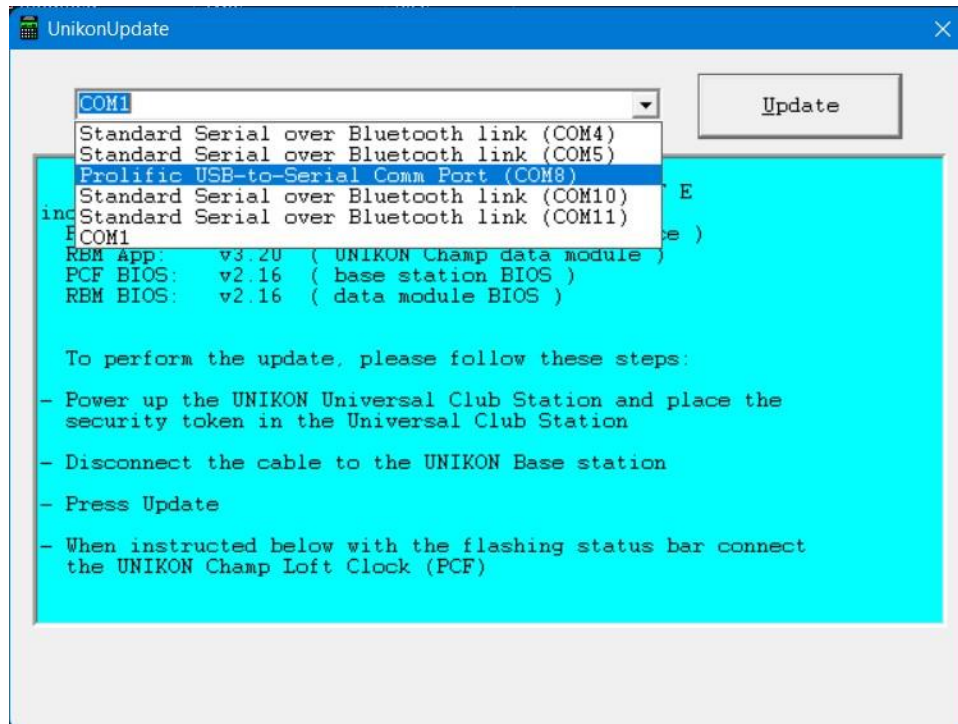 UnikonUpdate
COM1
Update
Standard Serial over Bluetooth link (COM4)
Standard Serial over Bluetooth link (COM5)
Prolific USB-to-Serial Comm Port (COM8)
Standard Serial over Bluetooth link (COM10)
Standard Serial over Bluetooth link (COM11)
COM1
T E
e )
RBM App: v3.20 ( UNIKON Champ data module )
PCF BIOS: v2.16 ( base station BIOS )
RBM BIOS: v2.16 ( data module BIOS )
To perform the update, please follow these steps:
- Power up the UNIKON Universal Club Station and place the
security token in the Universal Club Station
- Disconnect the cable to the UNIKON Base station
- Press Update
- When instructed below with the flashing status bar connect
the UNIKON Champ Loft Clock (PCF)